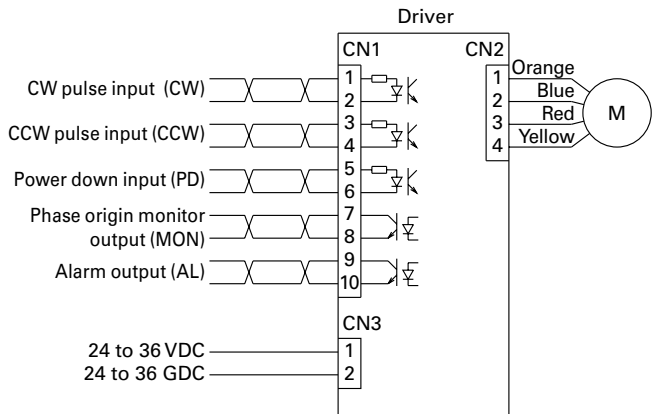 Driver
CN1
CN2
CW pulse input (CW)
1
2
CCW pulse input (CCW)
3
4
Power down input (PD)
5
6
Phase origin monitor
output (MON)
7
8
Alarm output (AL)
9
10
1 Orange
2 Blue
3 Red
4 Yellow
M
CN3
24 to 36 VDC
1
24 to 36 GDC
2